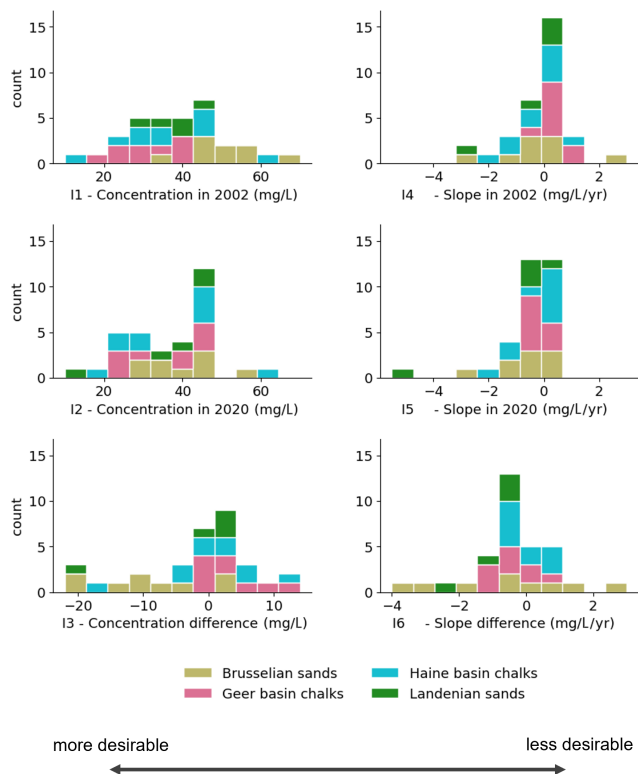 15
10
5
0
count
20 40 60
I1 - Concentration in 2002 (mg/L)
15
10
5
0
−4 −2 0 2
I4 - Slope in 2002 (mg/L/yr)
15
10
5
0
count
20 40 60
I2 - Concentration in 2020 (mg/L)
15
10
5
0
−4 −2 0 2
I5 - Slope in 2020 (mg/L/yr)
15
10
5
0
count
−20 −10 0 10
I3 - Concentration difference (mg/L)
15
10
5
0
−4 −2 0 2
I6 - Slope difference (mg/L/yr)
Brusselian sands
Geer basin chalks
Haine basin chalks
Landenian sands
more desirable
less desirable